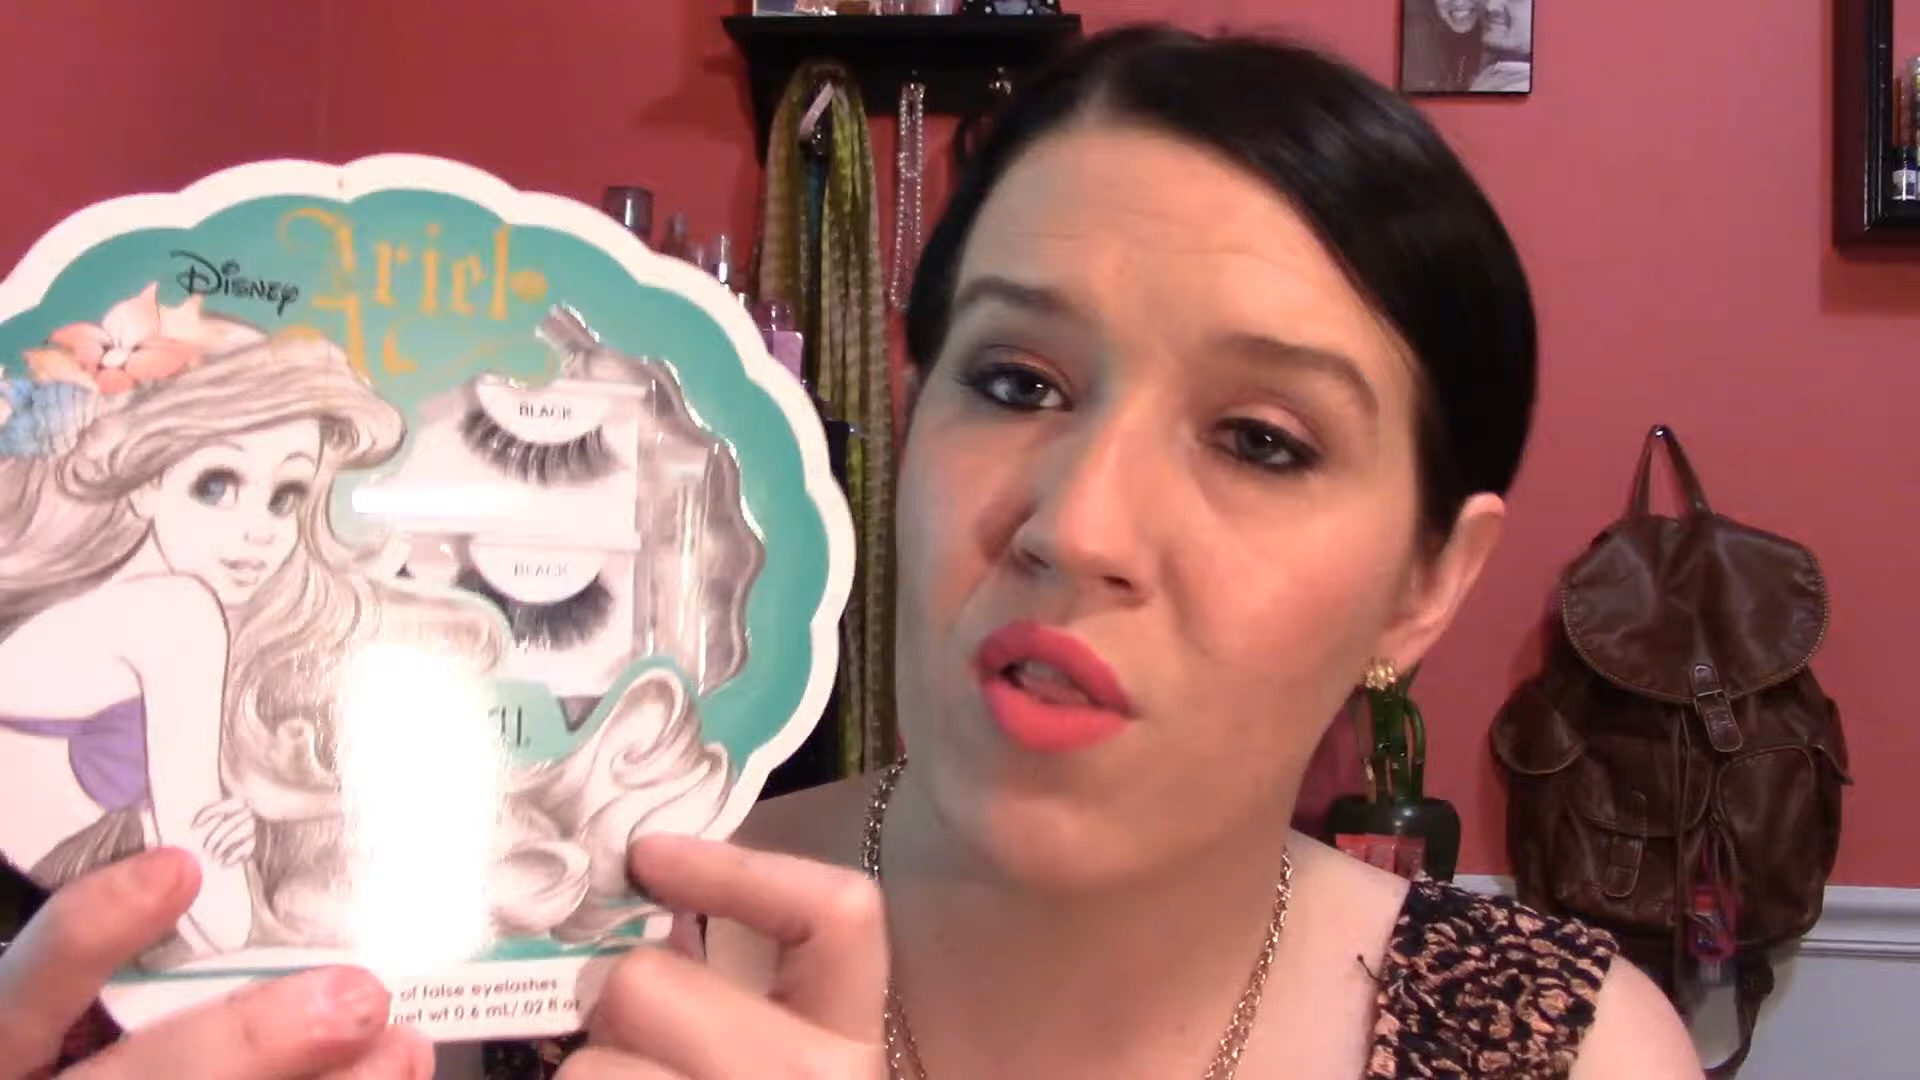 Disney Ariel
BLACK
BLACK
of false eyelashes
net wt 0.6 mL/.02 fl oz